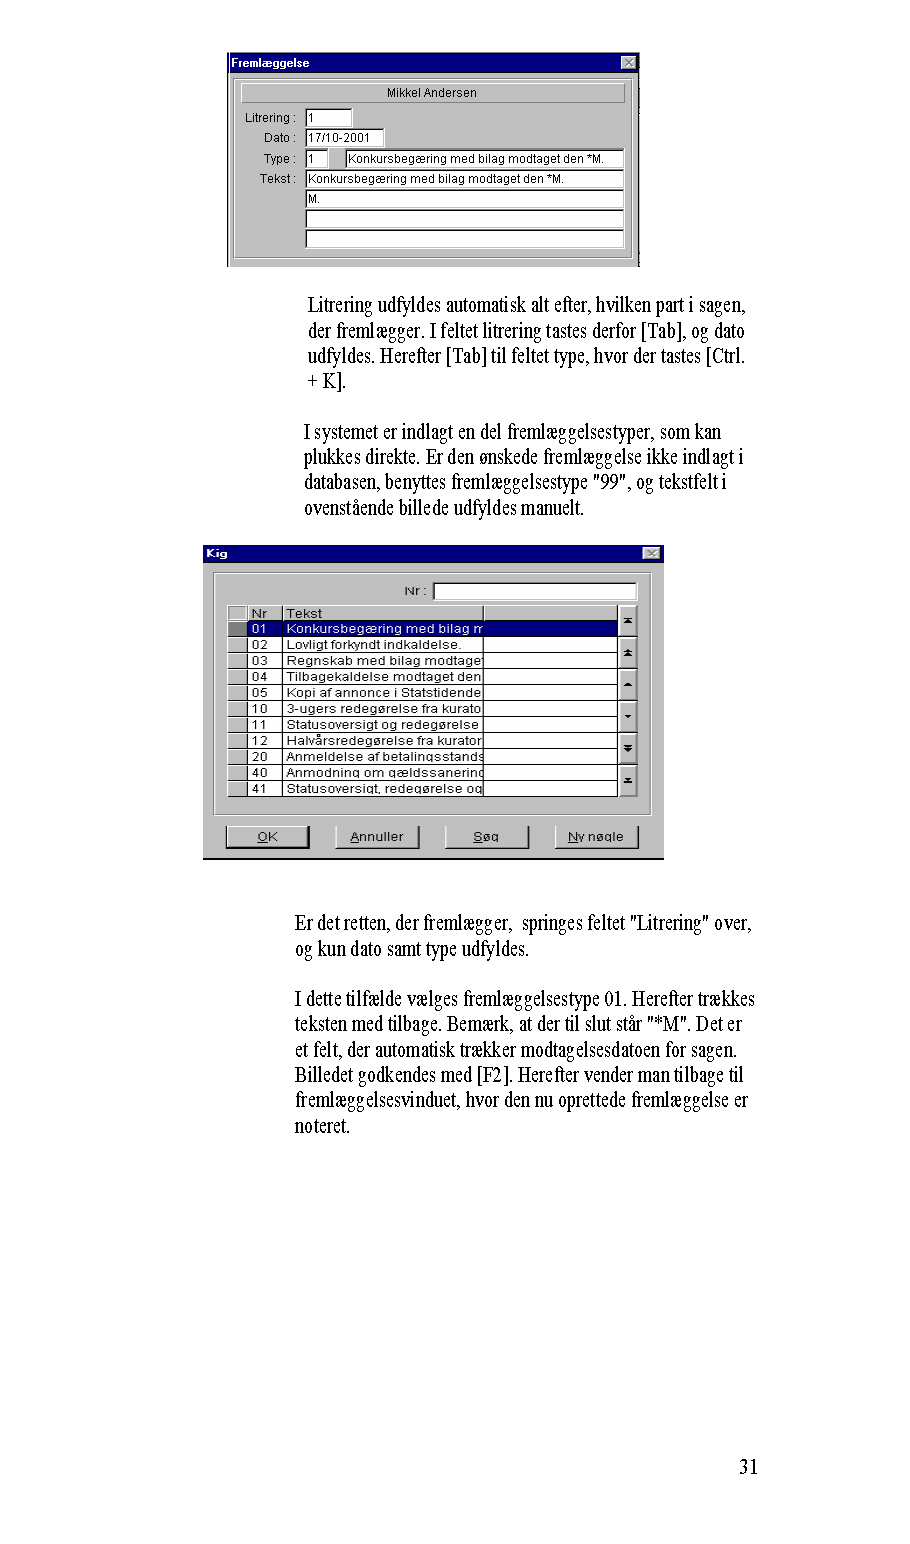 Fremlæggelse
Mikkel Andersen
Litrering : 1
Dato : 17/10-2001
Type : 1 Konkursbegæring med bilag modtaget den *M.
Tekst : Konkursbegæring med bilag modtaget den *M.
M.
Litrering udfyldes automatisk alt efter, hvilken part i sagen,
der fremlægger. I feltet litrering tastes derfor [Tab], og dato
udfyldes. Herefter [Tab] til feltet type, hvor der tastes [Ctrl.
+ K].
I systemet er indlagt en del fremlæggelsestyper, som kan
plukkes direkte. Er den ønskede fremlæggelse ikke indlagt i
databasen, benyttes fremlæggelsestype "99", og tekstfelt i
ovenstående billede udfyldes manuelt.
Kig
Nr :
Nr Tekst
01 Konkursbegæring med bilag m
02 Lovligt forkyndt indkaldelse.
03 Regnskab med bilag modtaget
04 Tilbagekaldelse modtaget den
05 Kopi af annonce i Statstidende
10 3-ugers redegørelse fra kurato
11 Statusoversigt og redegørelse
12 Halvårsredegørelse fra kurator
20 Anmeldelse af betalingsstands
40 Anmodning om gældssanering
41 Statusoversigt, redegørelse og
OK Annuller Søg Ny nøgle
Er det retten, der fremlægger, springes feltet "Litrering" over,
og kun dato samt type udfyldes.
I dette tilfælde vælges fremlæggelsestype 01. Herefter trækkes
teksten med tilbage. Bemærk, at der til slut står "*M". Det er
et felt, der automatisk trækker modtagelsesdatoen for sagen.
Billedet godkendes med [F2]. Herefter vender man tilbage til
fremlæggelsesvinduet, hvor den nu oprettede fremlæggelse er
noteret.
31